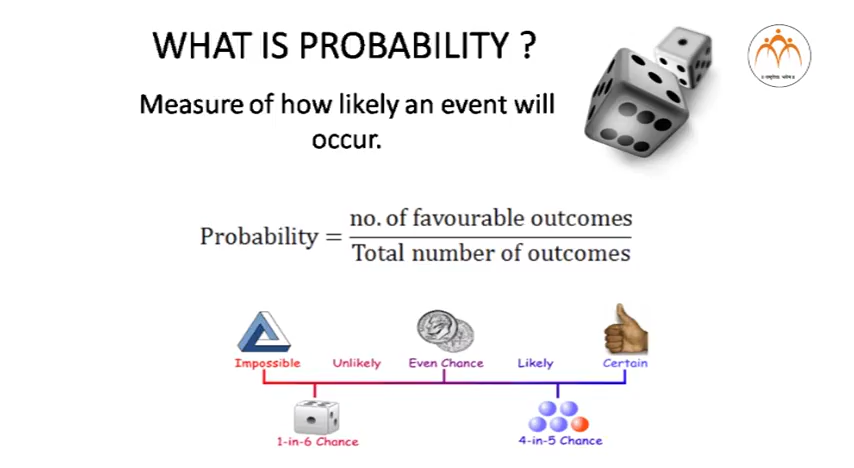 WHAT IS PROBABILITY ?
Measure of how likely an event will
occur.
Probability = no. of favourable outcomes
Total number of outcomes
Impossible Unlikely Even Chance Likely Certain
1-in-6 Chance 4-in-5 Chance